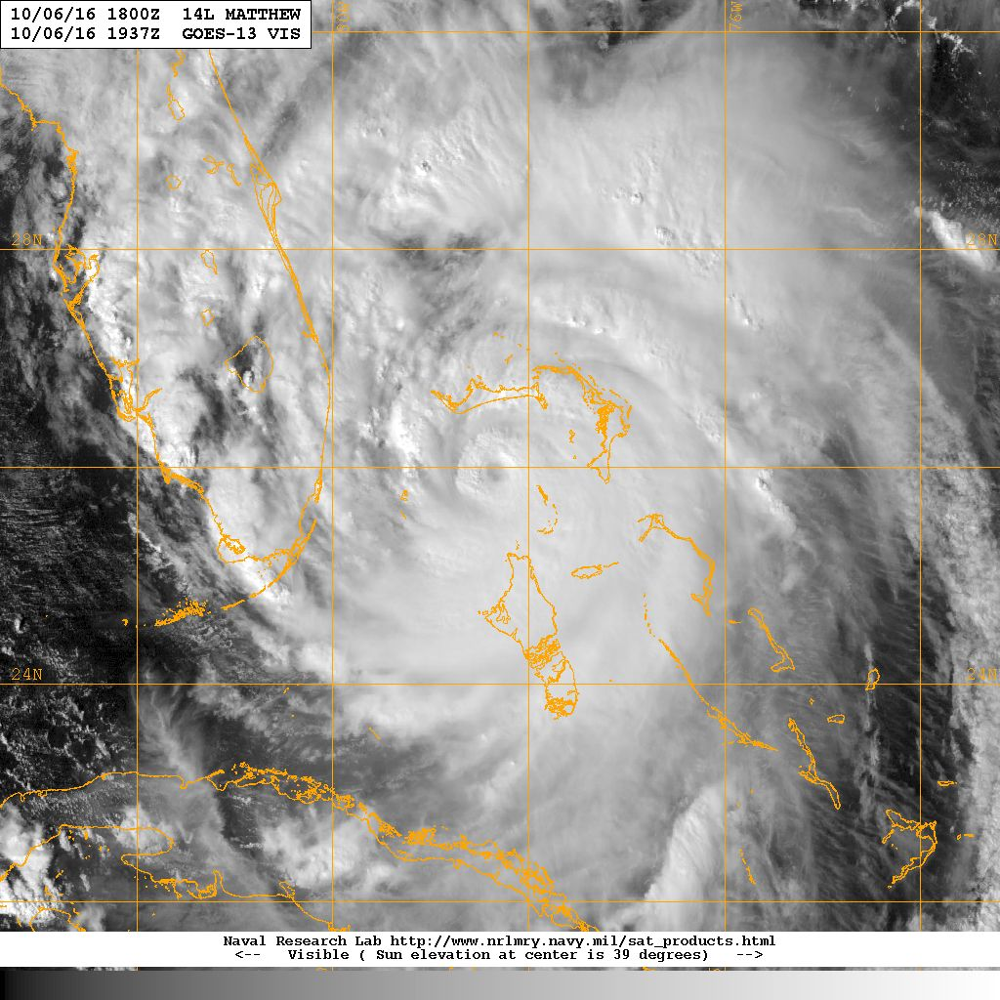 10/06/16 1800Z 14L MATTHEW
10/06/16 1937Z GOES-13 VIS
76W
28N
28N
24N
24N
Naval Research Lab http://www.nrlmry.navy.mil/sat_products.html
<-- Visible ( Sun elevation at center is 39 degrees) -->